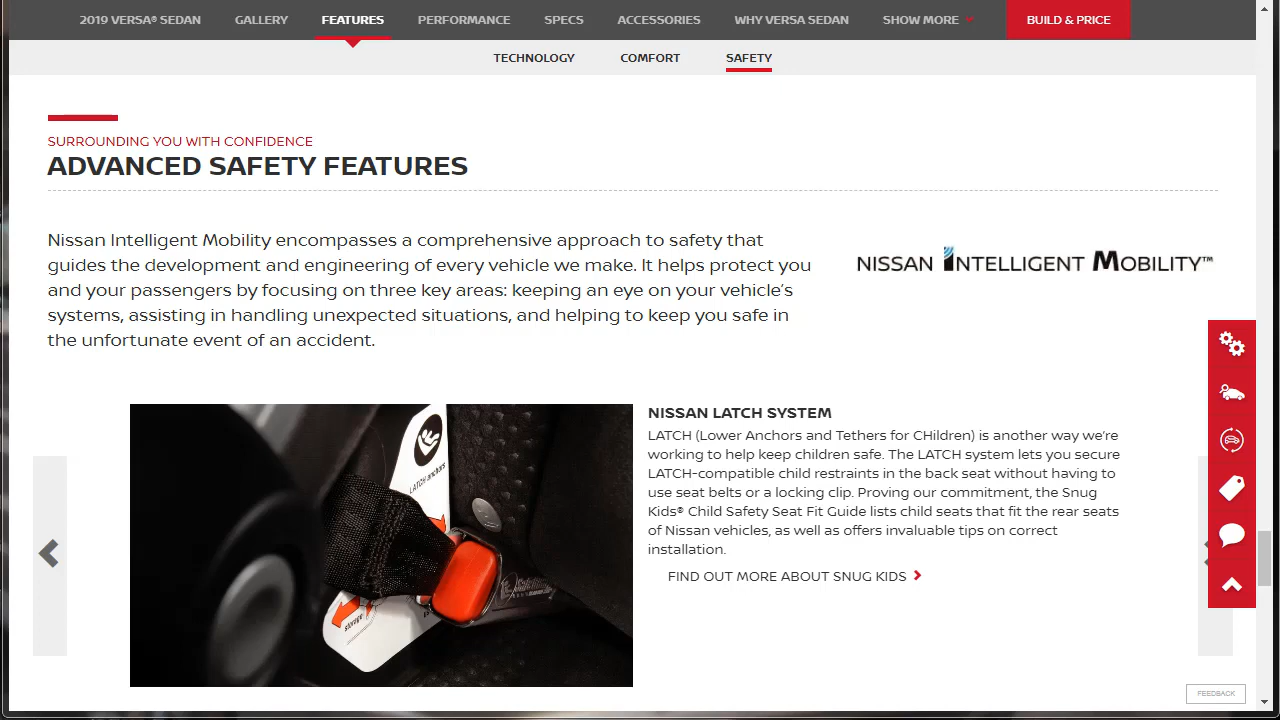 2019 VERSA® SEDAN
GALLERY
FEATURES
PERFORMANCE
SPECS
ACCESSORIES
WHY VERSA SEDAN
SHOW MORE
BUILD & PRICE
TECHNOLOGY
COMFORT
SAFETY
SURROUNDING YOU WITH CONFIDENCE
ADVANCED SAFETY FEATURES
Nissan Intelligent Mobility encompasses a comprehensive approach to safety that
guides the development and engineering of every vehicle we make. It helps protect you
and your passengers by focusing on three key areas: keeping an eye on your vehicle's
systems, assisting in handling unexpected situations, and helping to keep you safe in
the unfortunate event of an accident.
NISSAN INTELLIGENT MOBILITY™
LATCH anchors
storage
NISSAN LATCH SYSTEM
LATCH (Lower Anchors and Tethers for CHildren) is another way we're
working to help keep children safe. The LATCH system lets you secure
LATCH-compatible child restraints in the back seat without having to
use seat belts or a locking clip. Proving our commitment, the Snug
Kids® Child Safety Seat Fit Guide lists child seats that fit the rear seats
of Nissan vehicles, as well as offers invaluable tips on correct
installation.
FIND OUT MORE ABOUT SNUG KIDS
FEEDBACK